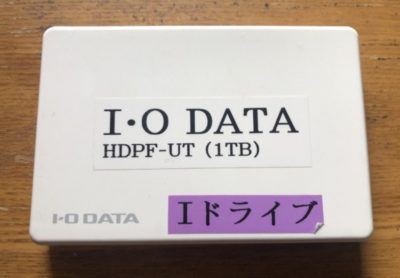 I・O DATA
HDPF-UT (1TB)
I-O DATA
Iドライブ